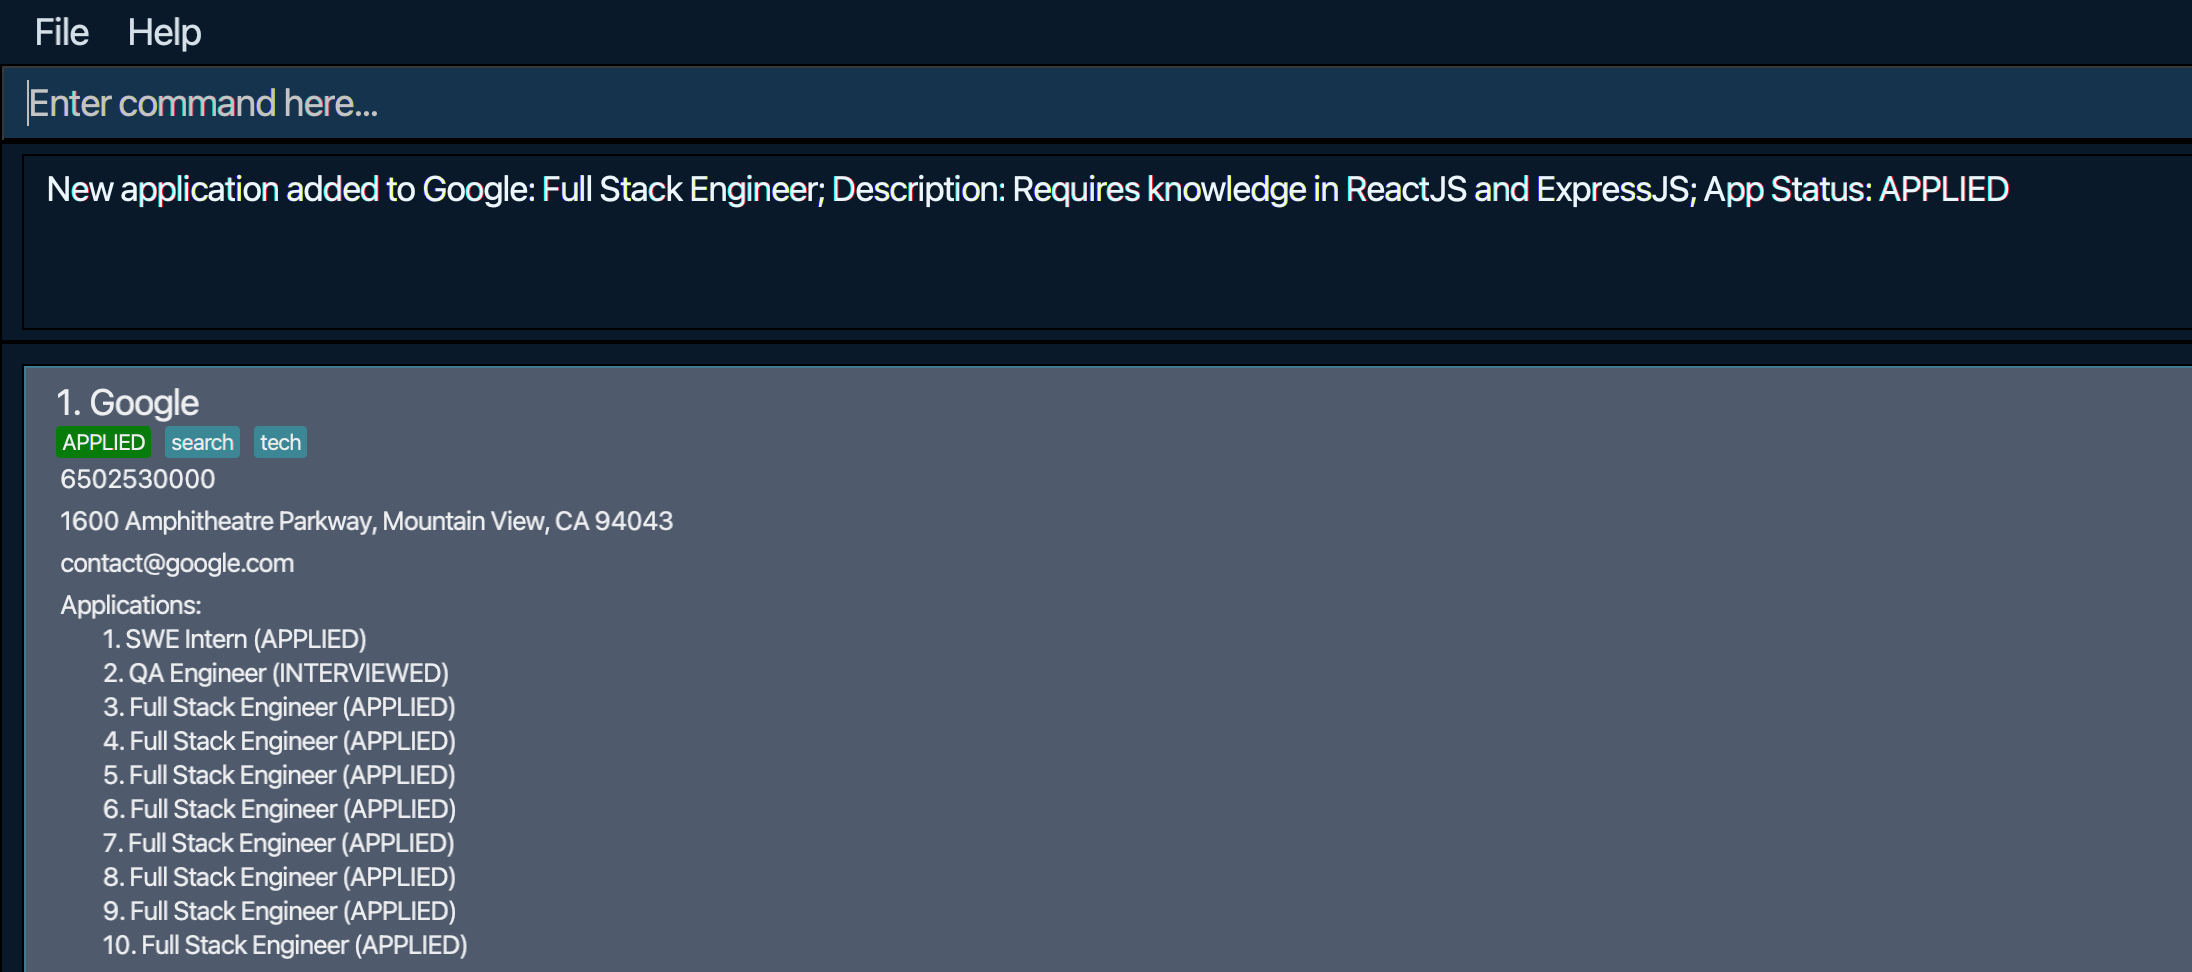 File Help
Enter command here...
New application added to Google: Full Stack Engineer; Description: Requires knowledge in ReactJS and ExpressJS; App Status: APPLIED
1. Google
APPLIED search tech
6502530000
1600 Amphitheatre Parkway, Mountain View, CA 94043
contact@google.com
Applications:
1. SWE Intern (APPLIED)
2. QA Engineer (INTERVIEWED)
3. Full Stack Engineer (APPLIED)
4. Full Stack Engineer (APPLIED)
5. Full Stack Engineer (APPLIED)
6. Full Stack Engineer (APPLIED)
7. Full Stack Engineer (APPLIED)
8. Full Stack Engineer (APPLIED)
9. Full Stack Engineer (APPLIED)
10. Full Stack Engineer (APPLIED)